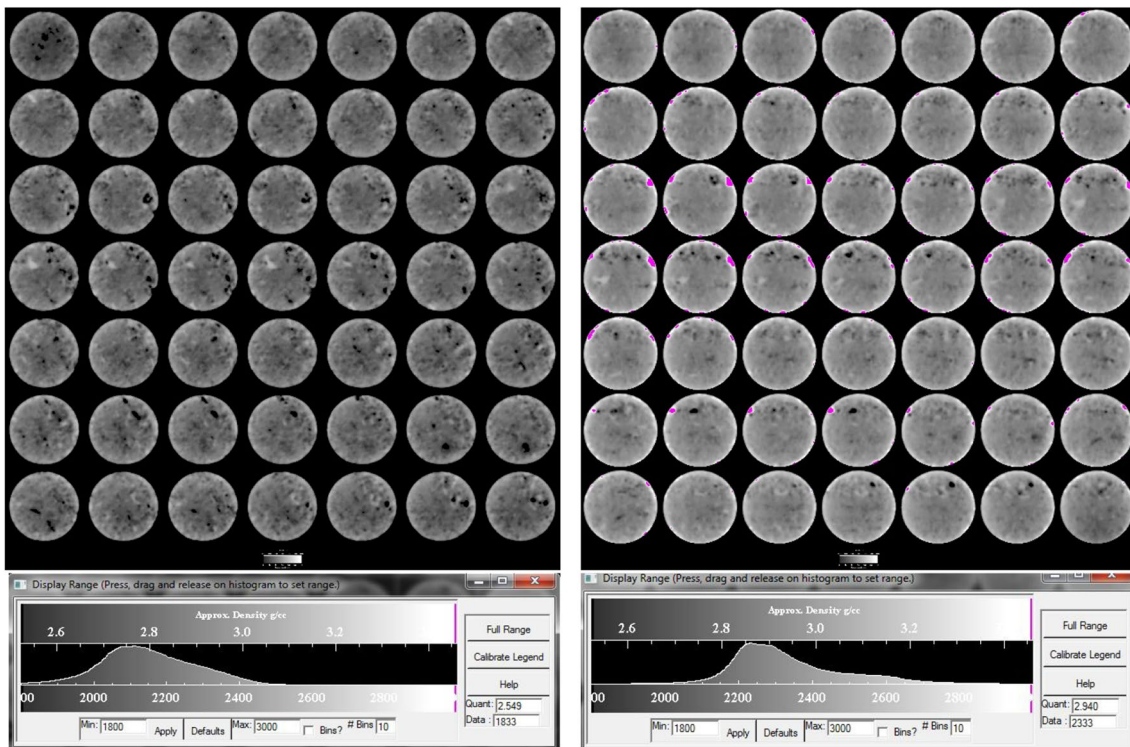 Display Range (Press, drag and release on histogram to set range.)
Approx. Density g/cc
2.6 2.8 3.0 3.2
00 2000 2200 2400 2600 2800
Full Range
Calibrate Legend
Help
Quant: 2.549
Data : 1833
Min: 1800 Apply Defaults Max: 3000 Bins? # Bins 10
Display Range (Press, drag and release on histogram to set range.)
Approx. Density g/cc
2.6 2.8 3.0 3.2
00 2000 2200 2400 2600 2800
Full Range
Calibrate Legend
Help
Quant: 2.940
Data : 2333
Min: 1800 Apply Defaults Max: 3000 Bins? # Bins 10